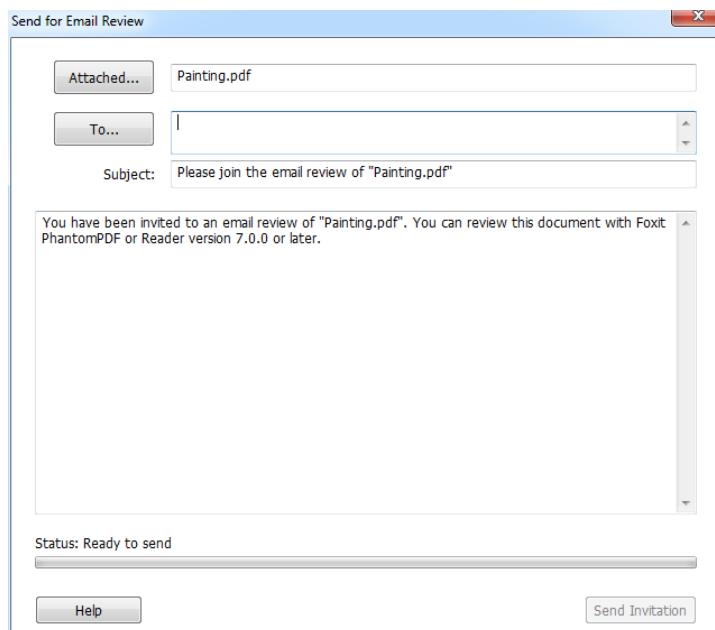 Send for Email Review
X
Attached...
Painting.pdf
To...
Subject:
Please join the email review of "Painting.pdf"
You have been invited to an email review of "Painting.pdf". You can review this document with Foxit
PhantomPDF or Reader version 7.0.0 or later.
Status: Ready to send
Help
Send Invitation